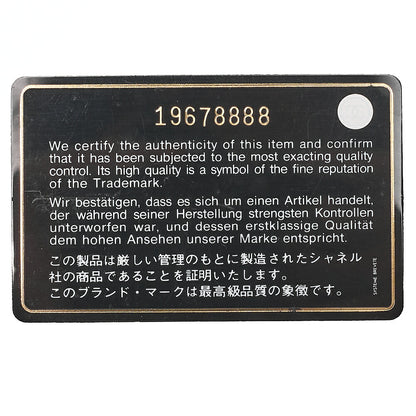 19678888
We certify the authenticity of this item and confirm
that it has been subjected to the most exacting quality
control. Its high quality is a symbol of the fine reputation
of the Trademark.
Wir bestätigen, dass es sich um einen Artikel handelt,
der während seiner Herstellung strengsten Kontrollen
unterworfen war, und dessen erstklassige Qualität
dem hohen Ansehen unserer Marke entspricht.
この製品は厳しい管理のもとに製造されたシャネル
社の商品であることを証明いたします。
このブランド・マークは最高級品質の象徴です。
SYSTEME BREVETE